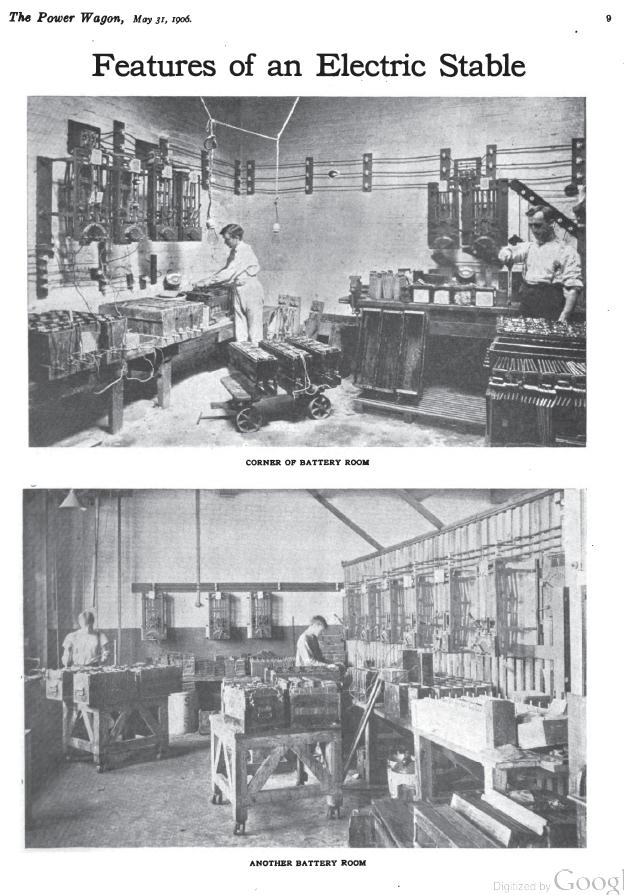 The Power Wagon, May 31, 1906.
9
Features of an Electric Stable
CORNER OF BATTERY ROOM
ANOTHER BATTERY ROOM
Digitized by Googl